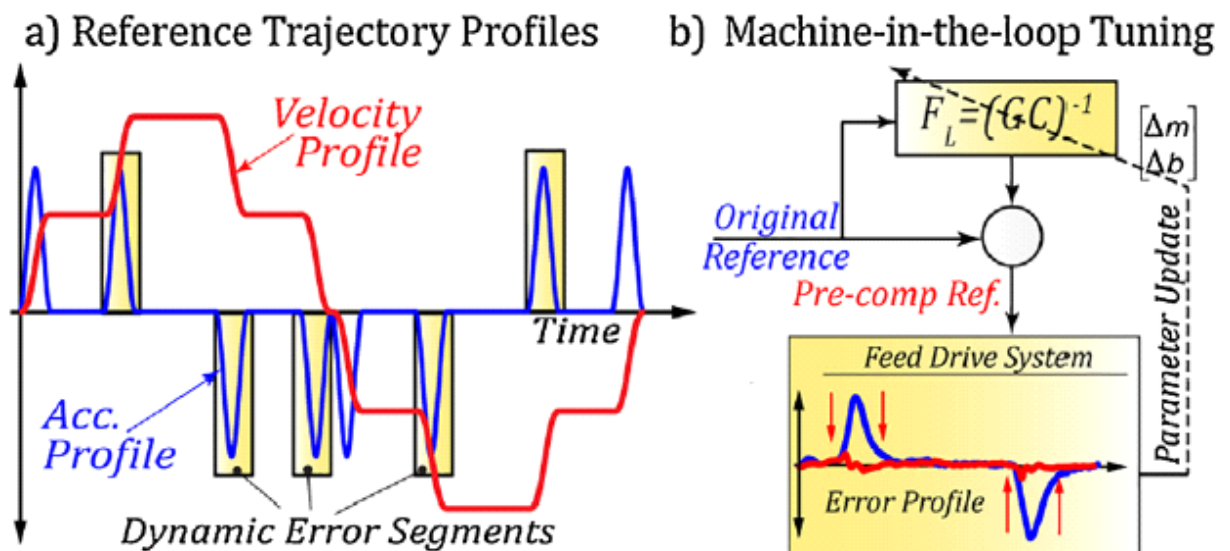 a) Reference Trajectory Profiles
Velocity
Profile
Time
Acc.
Profile
Dynamic Error Segments
b) Machine-in-the-loop Tuning
F_L=(GC)^-1
[Δm
Δb]
Original
Reference
Pre-comp Ref.
Parameter Update
Feed Drive System
Error Profile